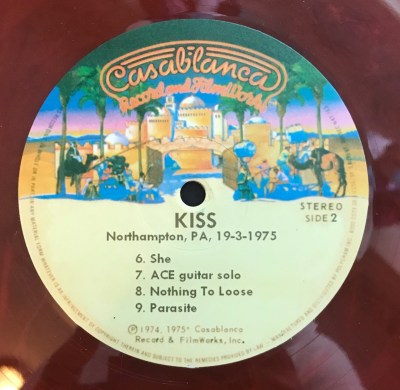 Casablanca
Record and FilmWorks
KISS
Northampton, PA, 19-3-1975
STEREO
SIDE 2
6. She
7. ACE guitar solo
8. Nothing To Loose
9. Parasite
℗ 1974, 1975 Casablanca
Record & FilmWorks, Inc.